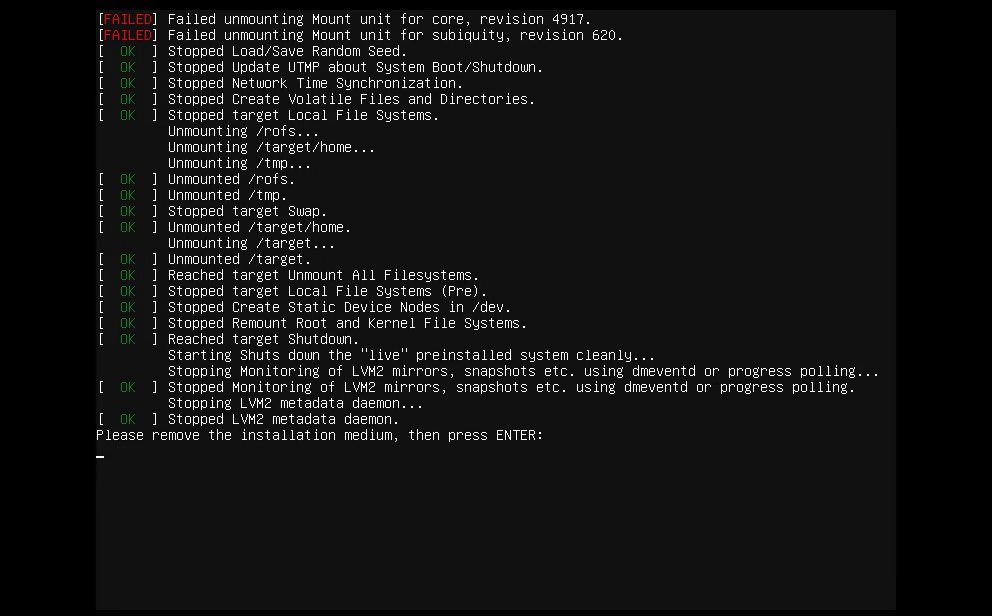 [FAILED] Failed unmounting Mount unit for core, revision 4917.
[FAILED] Failed unmounting Mount unit for subiquity, revision 620.
[  OK  ] Stopped Load/Save Random Seed.
[  OK  ] Stopped Update UTMP about System Boot/Shutdown.
[  OK  ] Stopped Network Time Synchronization.
[  OK  ] Stopped Create Volatile Files and Directories.
[  OK  ] Stopped target Local File Systems.
         Unmounting /rofs...
         Unmounting /target/home...
         Unmounting /tmp...
[  OK  ] Unmounted /rofs.
[  OK  ] Unmounted /tmp.
[  OK  ] Stopped target Swap.
[  OK  ] Unmounted /target/home.
         Unmounting /target...
[  OK  ] Unmounted /target.
[  OK  ] Reached target Unmount All Filesystems.
[  OK  ] Stopped target Local File Systems (Pre).
[  OK  ] Stopped Create Static Device Nodes in /dev.
[  OK  ] Stopped Remount Root and Kernel File Systems.
[  OK  ] Reached target Shutdown.
         Starting Shuts down the "live" preinstalled system cleanly...
         Stopping Monitoring of LVM2 mirrors, snapshots etc. using dmeventd or progress polling...
[  OK  ] Stopped Monitoring of LVM2 mirrors, snapshots etc. using dmeventd or progress polling.
         Stopping LVM2 metadata daemon...
[  OK  ] Stopped LVM2 metadata daemon.
Please remove the installation medium, then press ENTER: